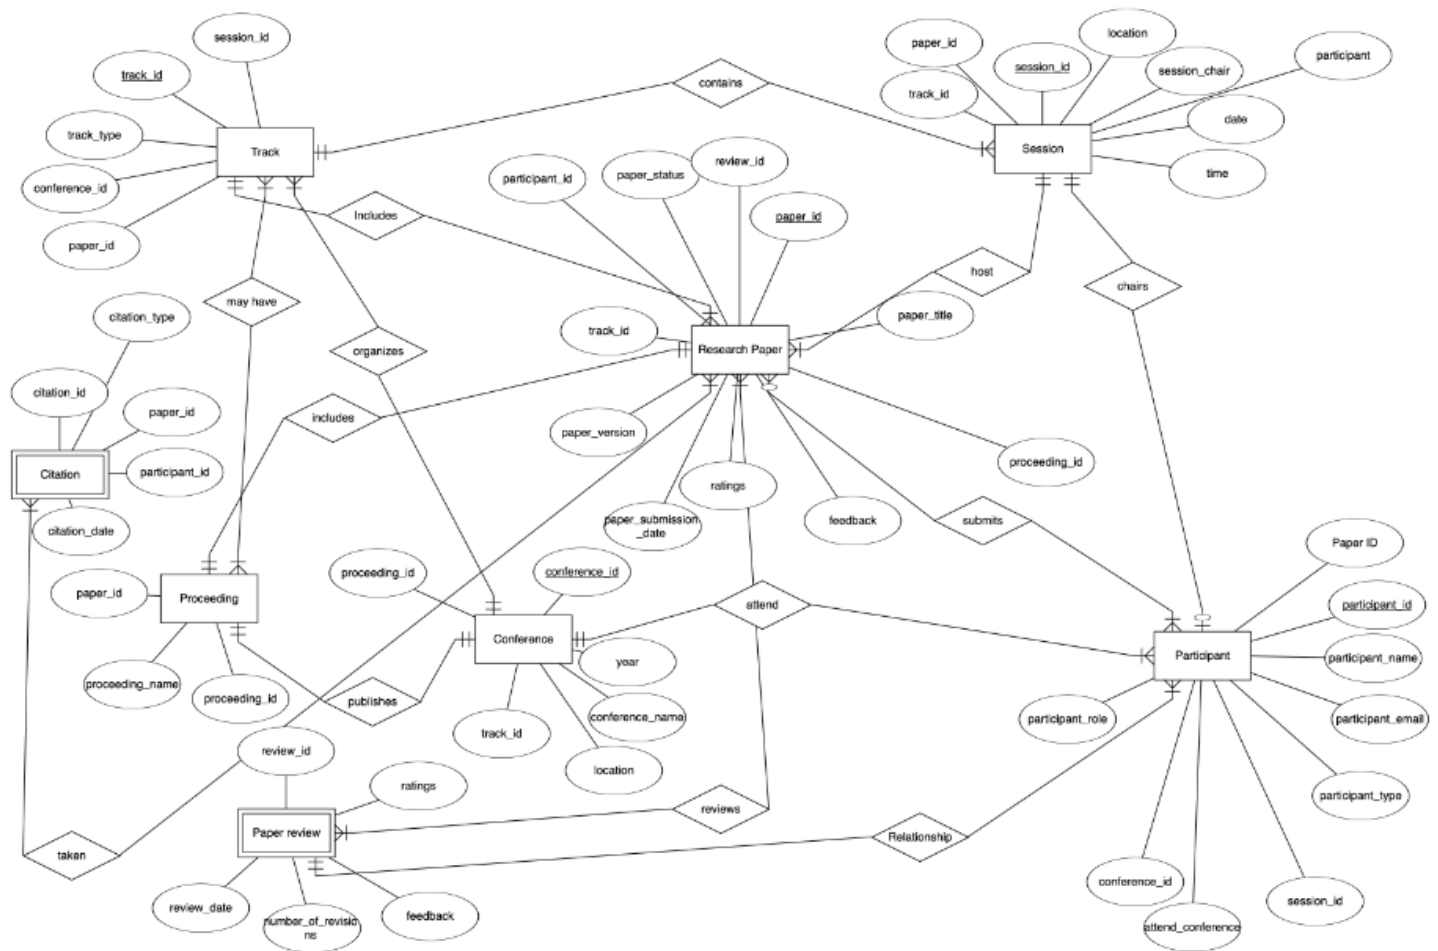 session_id
location
paper_id
participant
track_id
session_id
session_chair
contains
track_id
date
track_type
Track
Session
review_id
paper_status
participant_id
time
conference_id
Includes
paper_id
paper_id
host
chairs
may have
citation_type
paper_title
track_id
Research Paper
organizes
citation_id
paper_id
includes
paper_version
proceeding_id
Citation
participant_id
ratings
paper_submission
_date
feedback
submits
citation_date
Paper ID
proceeding_id
conference_id
paper_id
Proceeding
attend
participant_id
Conference
Participant
year
participant_name
proceeding_name
proceeding_id
publishes
conference_name
participant_role
participant_email
track_id
review_id
location
ratings
participant_type
reviews
Paper review
Relationship
taken
conference_id
session_id
review_date
number_of_revisio
ns
feedback
attend_conference